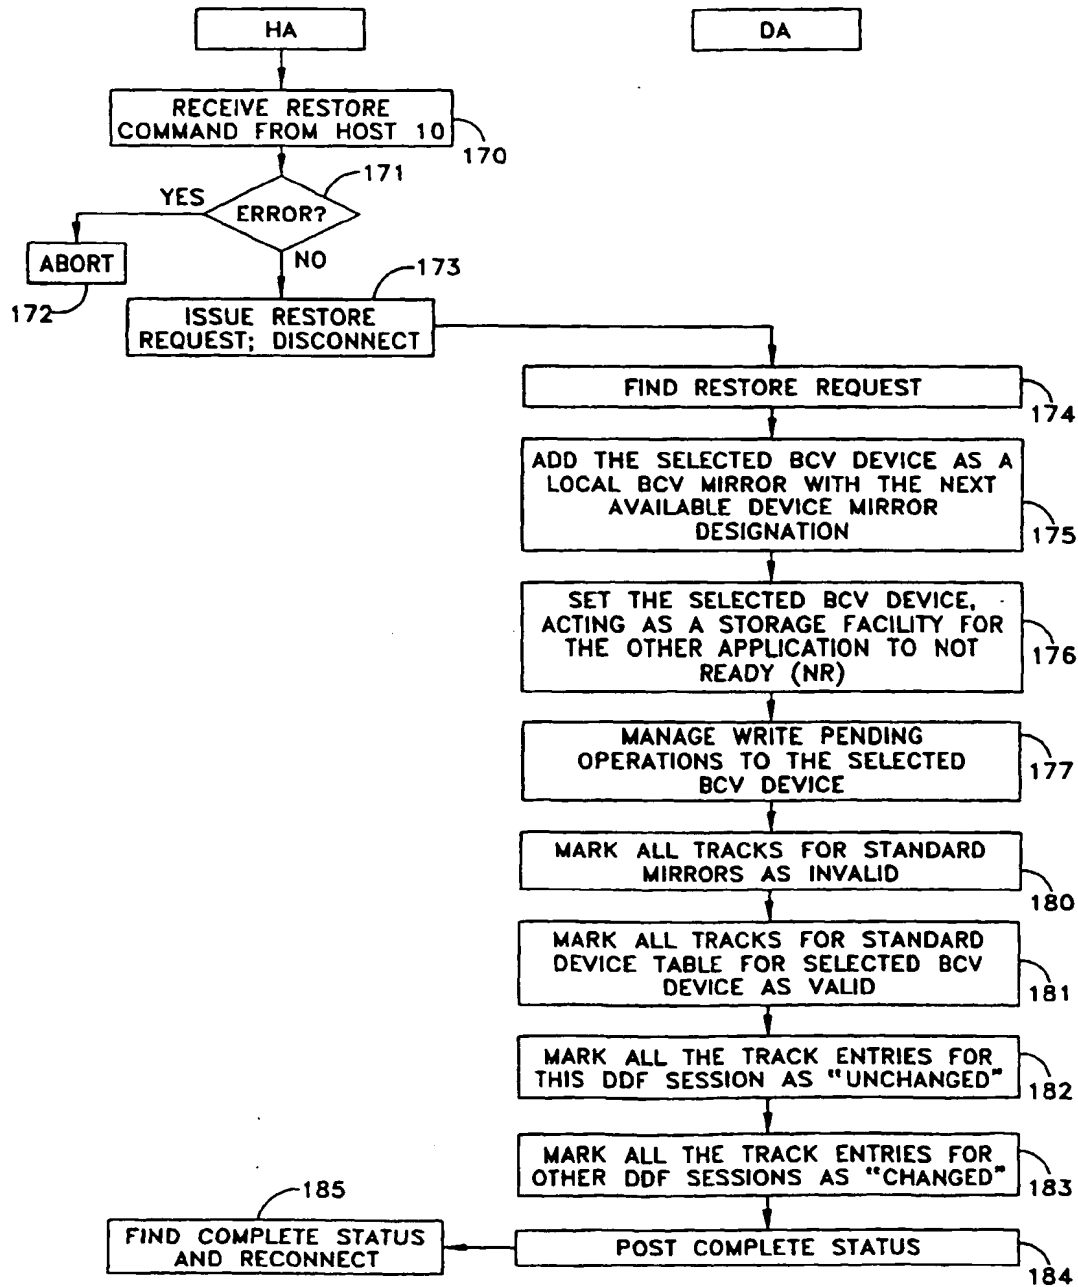 HA
DA
RECEIVE RESTORE
COMMAND FROM HOST 10
170
171
YES
ERROR?
ABORT
172
NO
173
ISSUE RESTORE
REQUEST; DISCONNECT
FIND RESTORE REQUEST
174
ADD THE SELECTED BCV DEVICE AS A
LOCAL BCV MIRROR WITH THE NEXT
AVAILABLE DEVICE MIRROR
DESIGNATION
175
SET THE SELECTED BCV DEVICE,
ACTING AS A STORAGE FACILITY FOR
THE OTHER APPLICATION TO NOT
READY (NR)
176
MANAGE WRITE PENDING
OPERATIONS TO THE SELECTED
BCV DEVICE
177
MARK ALL TRACKS FOR STANDARD
MIRRORS AS INVALID
180
MARK ALL TRACKS FOR STANDARD
DEVICE TABLE FOR SELECTED BCV
DEVICE AS VALID
181
MARK ALL THE TRACK ENTRIES FOR
THIS DDF SESSION AS "UNCHANGED"
182
MARK ALL THE TRACK ENTRIES FOR
OTHER DDF SESSIONS AS "CHANGED"
183
185
FIND COMPLETE STATUS
AND RECONNECT
POST COMPLETE STATUS
184